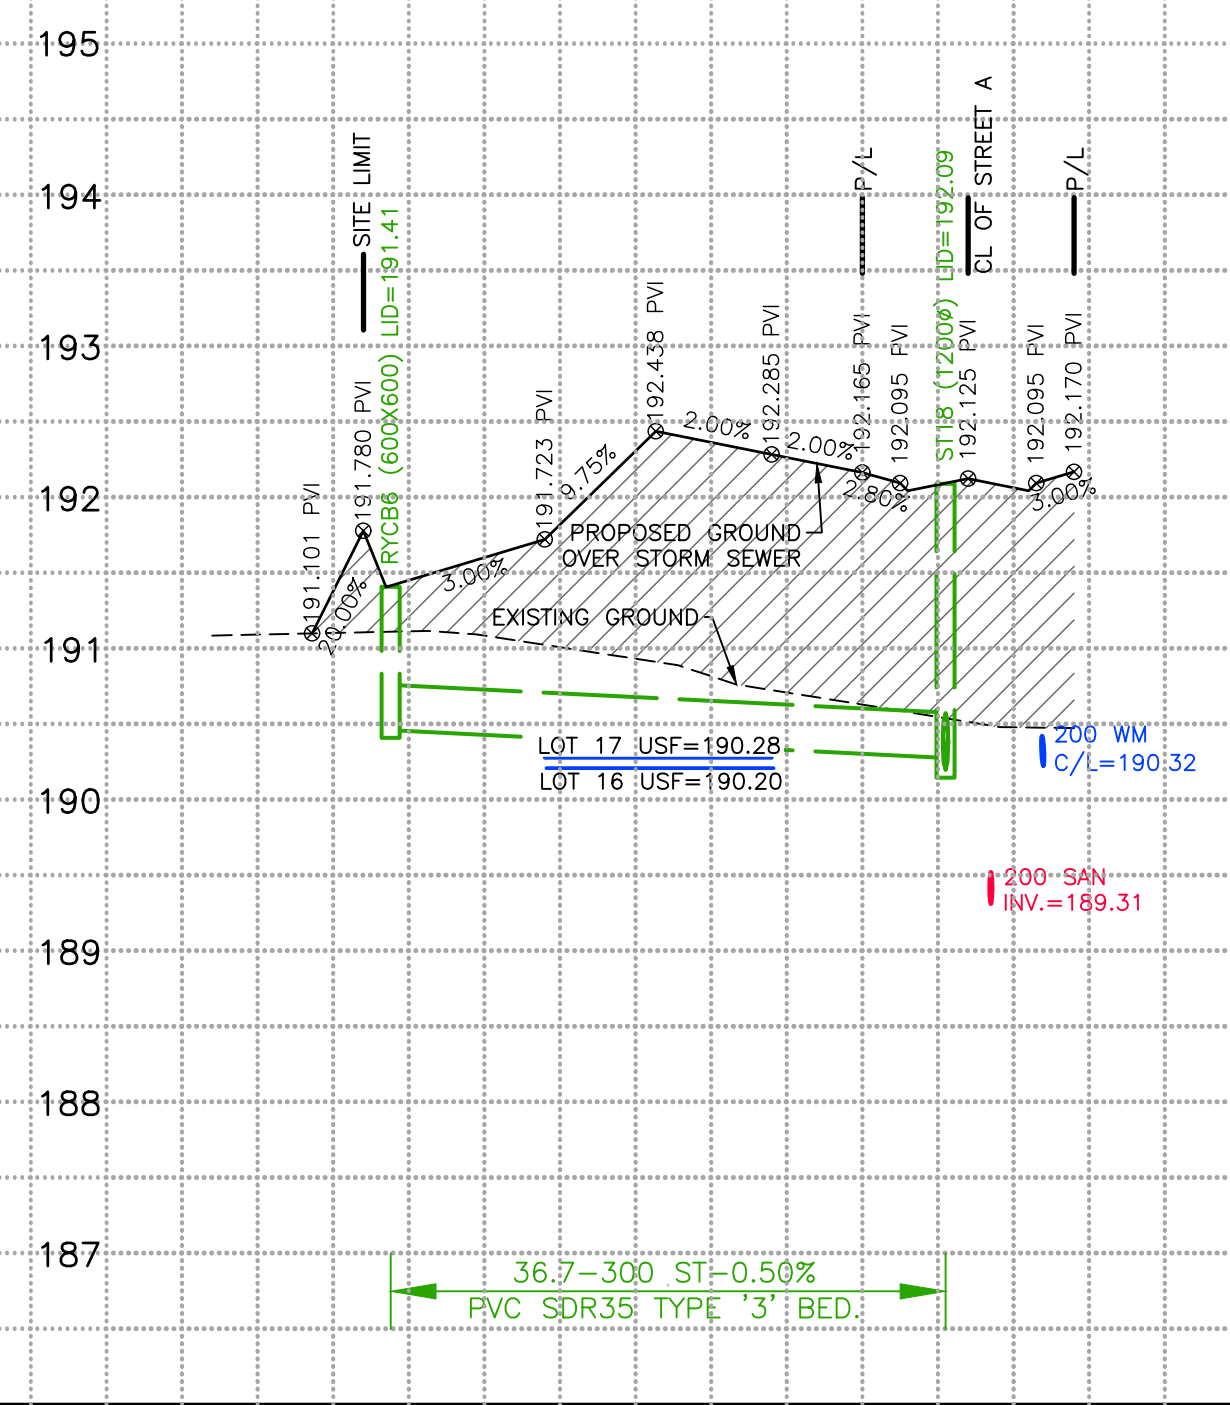 195
194
193
192
191
190
189
188
187
SITE LIMIT
RYCB6 (600X600) LID=191.41
P/L
ST18 (1200ø) LID=192.09
CL OF STREET A
P/L
191.101 PVI
191.780 PVI
191.723 PVI
192.438 PVI
192.285 PVI
192.165 PVI
192.095 PVI
192.125 PVI
192.095 PVI
192.170 PVI
20.00%
3.00%
9.75%
2.00%
2.00%
2.80%
3.00%
PROPOSED GROUND
OVER STORM SEWER
EXISTING GROUND
LOT 17 USF=190.28
LOT 16 USF=190.20
200 WM
C/L=190.32
200 SAN
INV.=189.31
36.7-300 ST-0.50%
PVC SDR35 TYPE '3' BED.